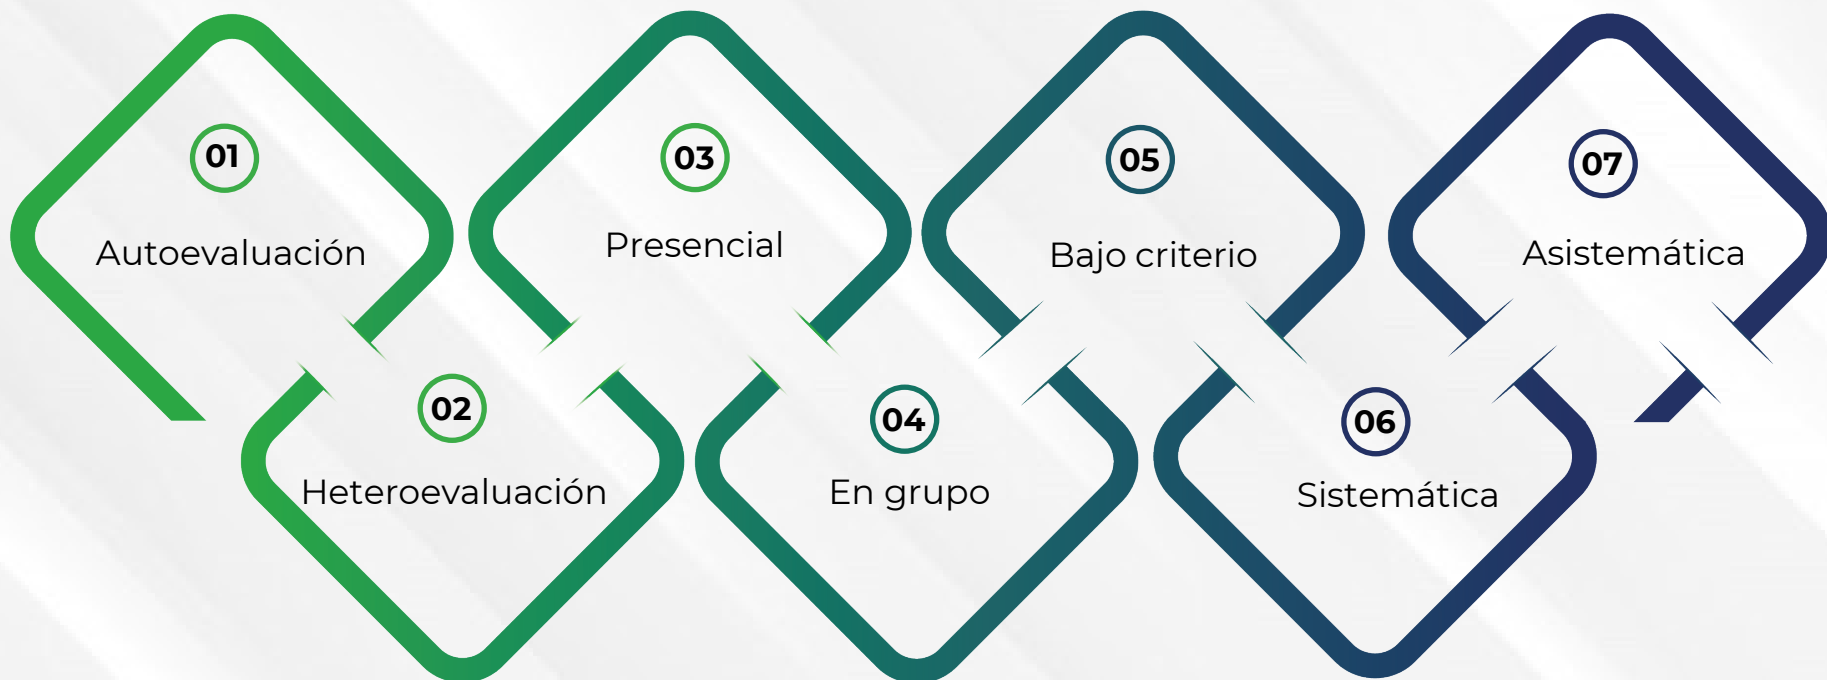 01
Autoevaluación
02
Heteroevaluación
03
Presencial
04
En grupo
05
Bajo criterio
06
Sistemática
07
Asistemática